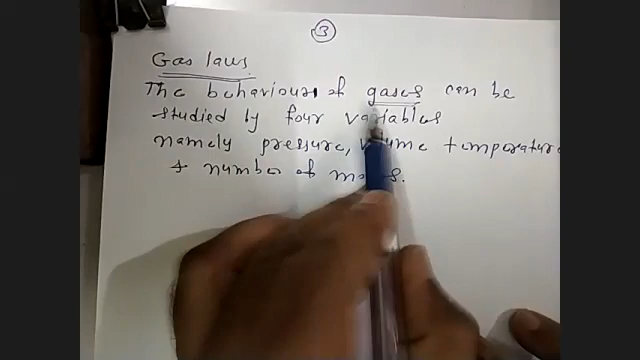 3
Gas laws
The behaviour of gases can be
studied by four variables
namely pressure, volume temperature
& number of moles.